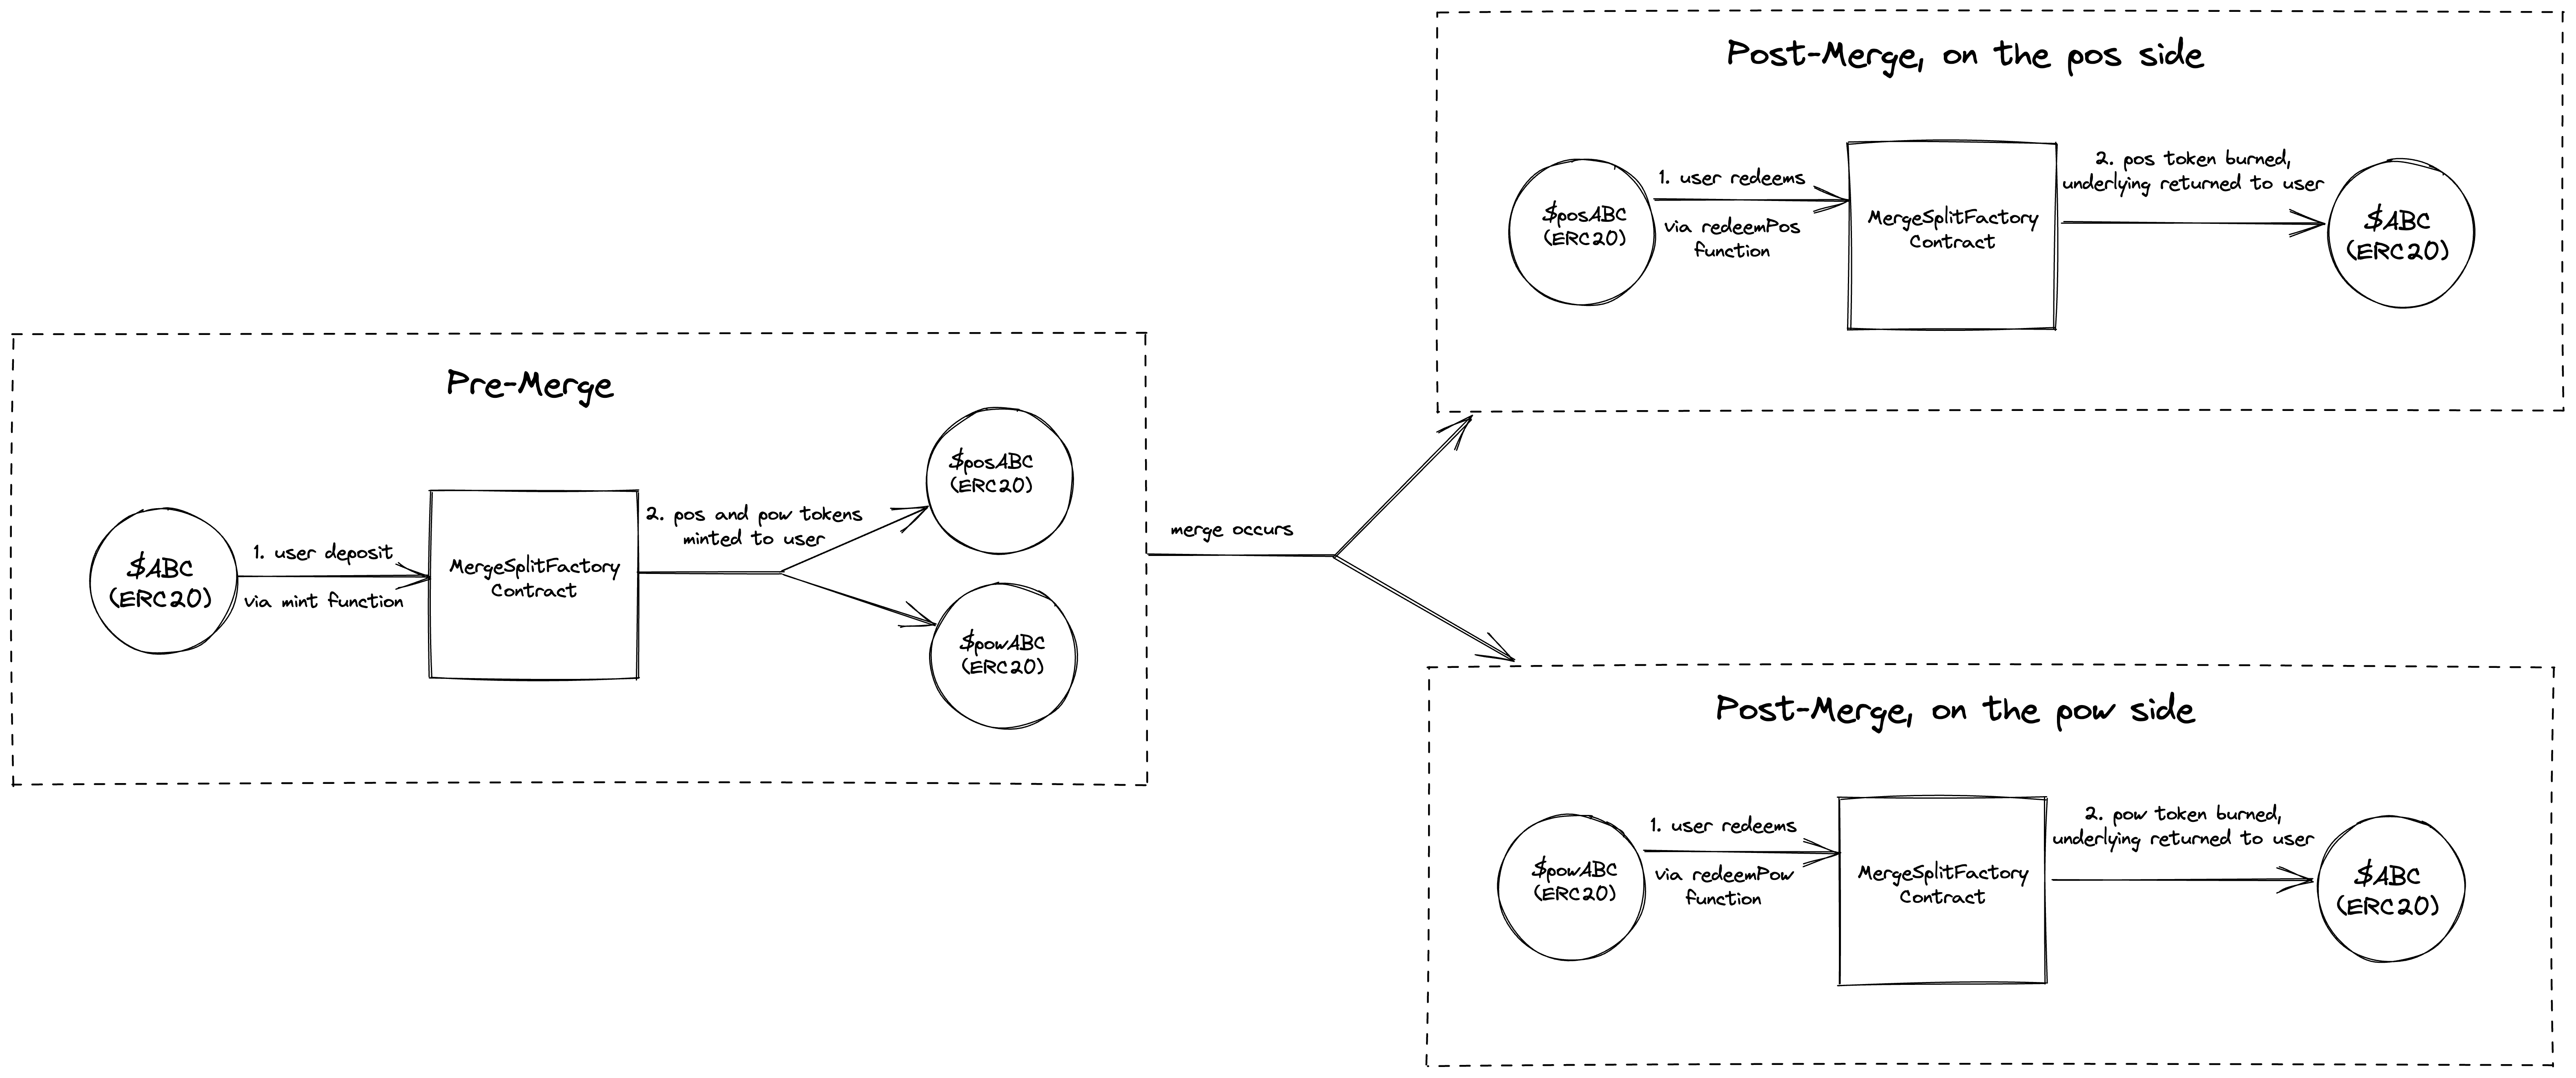 Pre-Merge
$ABC
(ERC20)
1. user deposit
via mint function
MergeSplitFactory
Contract
2. pos and pow tokens
minted to user
$posABC
(ERC20)
$powABC
(ERC20)
merge occurs
Post-Merge, on the pos side
$posABC
(ERC20)
1. user redeems
via redeemPos
function
MergeSplitFactory
Contract
2. pos token burned,
underlying returned to user
$ABC
(ERC20)
Post-Merge, on the pow side
$powABC
(ERC20)
1. user redeems
via redeemPow
function
MergeSplitFactory
Contract
2. pow token burned,
underlying returned to user
$ABC
(ERC20)